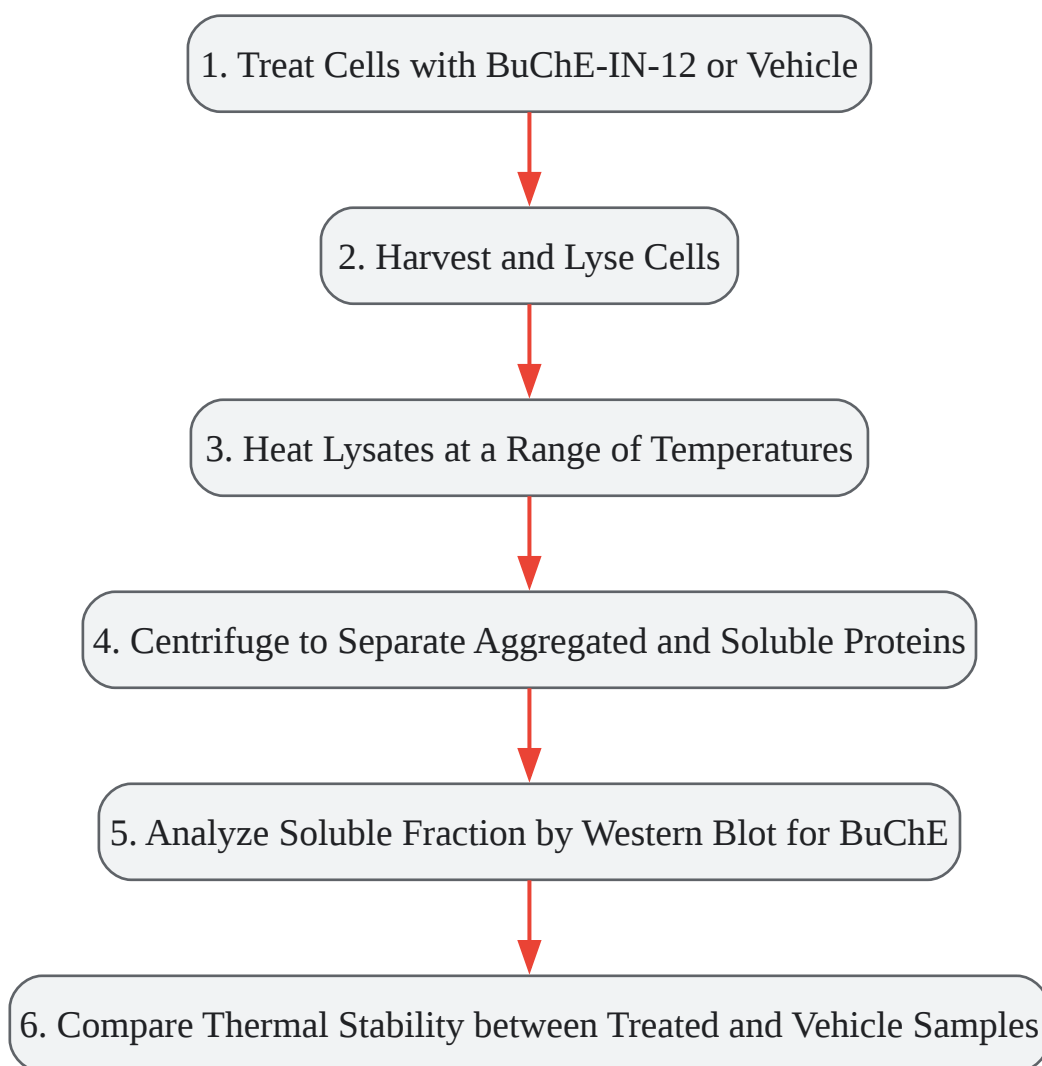 1. Treat Cells with BuChE-IN-12 or Vehicle
2. Harvest and Lyse Cells
3. Heat Lysates at a Range of Temperatures
4. Centrifuge to Separate Aggregated and Soluble Proteins
5. Analyze Soluble Fraction by Western Blot for BuChE
6. Compare Thermal Stability between Treated and Vehicle Samples